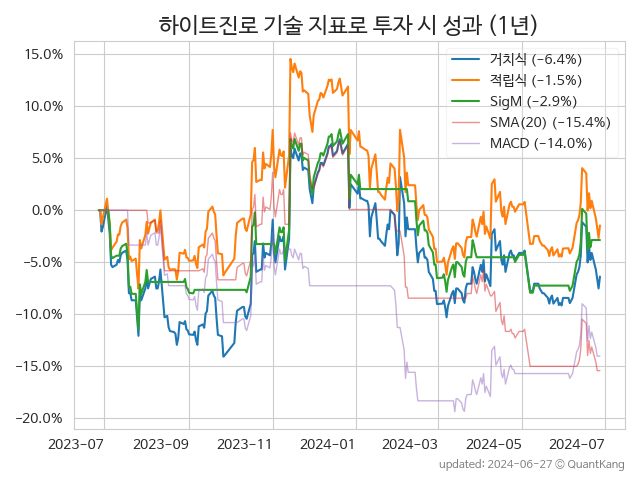 하이트진로 기술 지표로 투자 시 성과 (1년)
거치식 (−6.4%)
적립식 (−1.5%)
SigM (−2.9%)
SMA(20) (−15.4%)
MACD (−14.0%)
15.0%
10.0%
5.0%
0.0%
−5.0%
−10.0%
−15.0%
−20.0%
2023-07 2023-09 2023-11 2024-01 2024-03 2024-05 2024-07
updated: 2024-06-27 © QuantKang